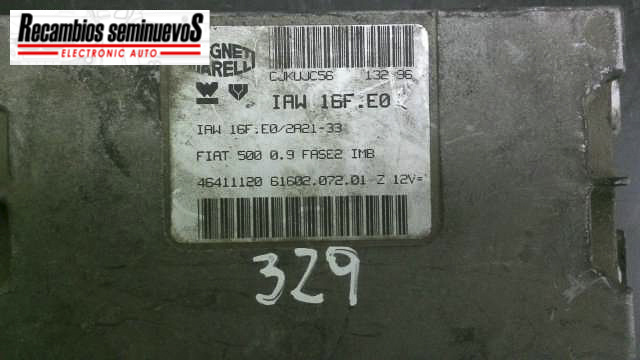 Recambios seminuevoS
ELECTRONIC AUTO
MAGNETI
MARELLI
CJKUJC56 132 96
IAW 16F.E0
IAW 16F.E0/2A21-33
FIAT 500 0.9 FASE2 IMB
46411120 61602.072.01 Z 12V=
329